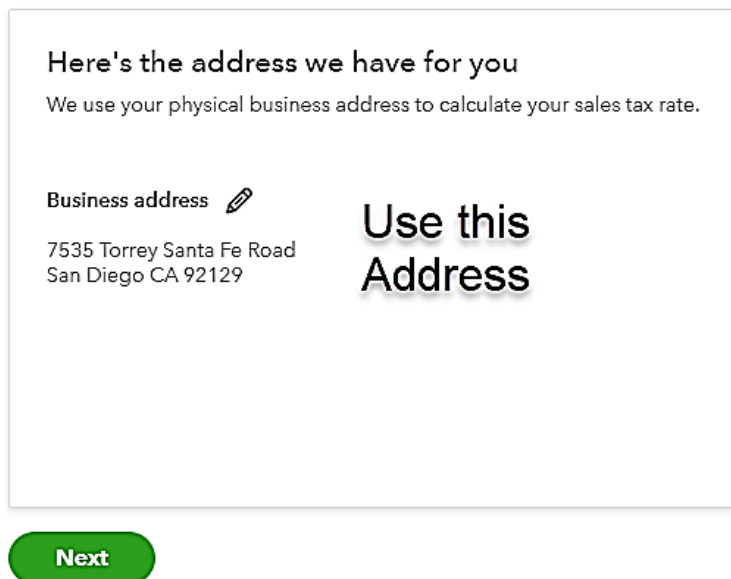 Here's the address we have for you
We use your physical business address to calculate your sales tax rate.
Business address
7535 Torrey Santa Fe Road
San Diego CA 92129
Use this
Address
Next